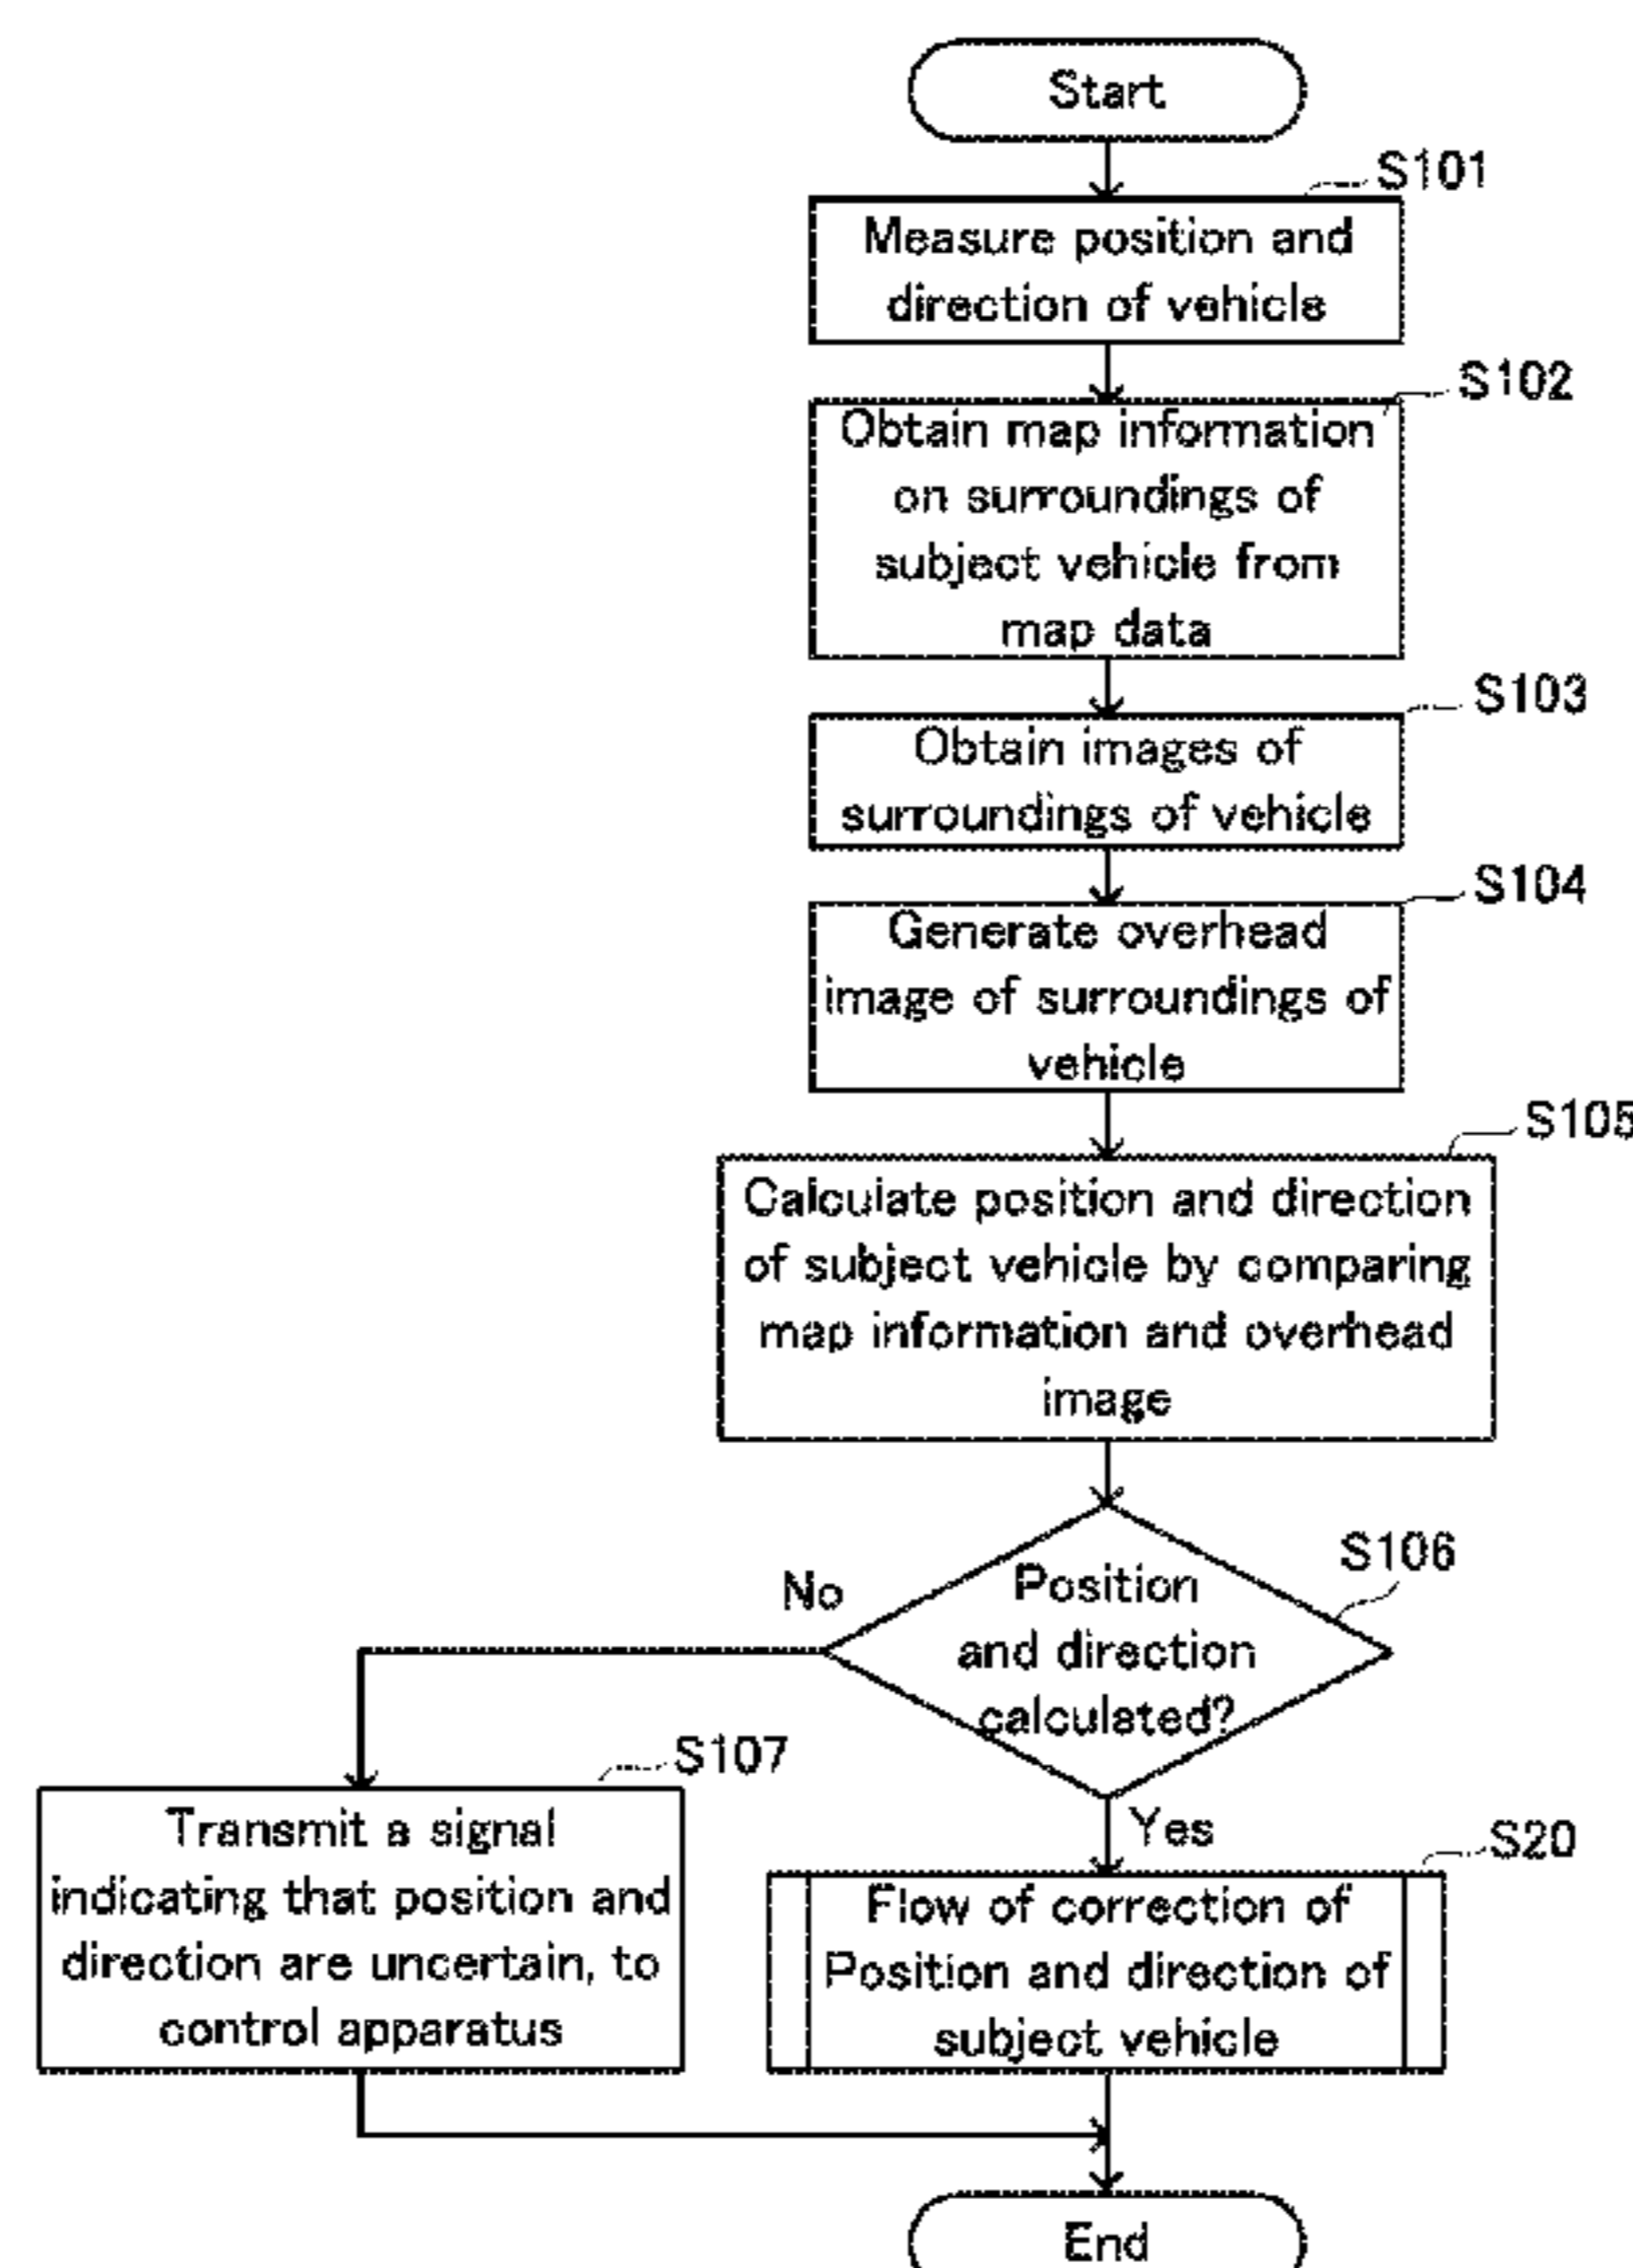 Start
S101
Measure position and
direction of vehicle
S102
Obtain map information
on surroundings of
subject vehicle from
map data
S103
Obtain images of
surroundings of vehicle
S104
Generate overhead
image of surroundings of
vehicle
S105
Calculate position and direction
of subject vehicle by comparing
map information and overhead
image
S106
Position
and direction
calculated?
No
Yes
S107
Transmit a signal
indicating that position and
direction are uncertain, to
control apparatus
S20
Flow of correction of
Position and direction of
subject vehicle
End